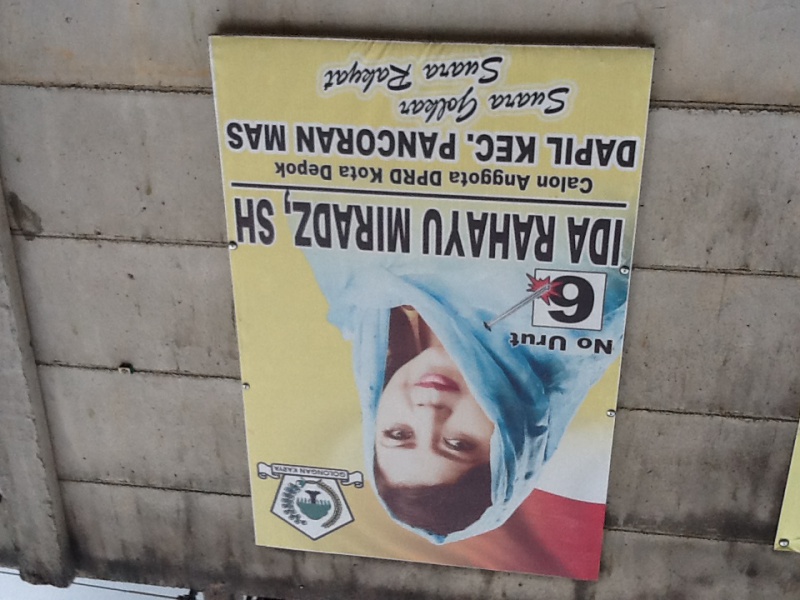 GOLONGAN KARYA
No Urut
6
IDA RAHAYU MIRADZ, SH
Calon Anggota DPRD Kota Depok
DAPIL KEC. PANCORAN MAS
Suara Golkar
Suara Rakyat